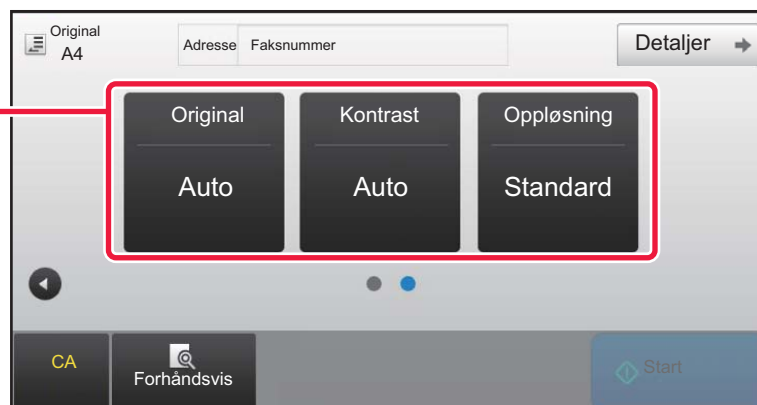 Original
A4
Adresse Faksnummer
Detaljer
Original Kontrast Oppløsning
Auto Auto Standard
CA
Forhåndsvis
Start